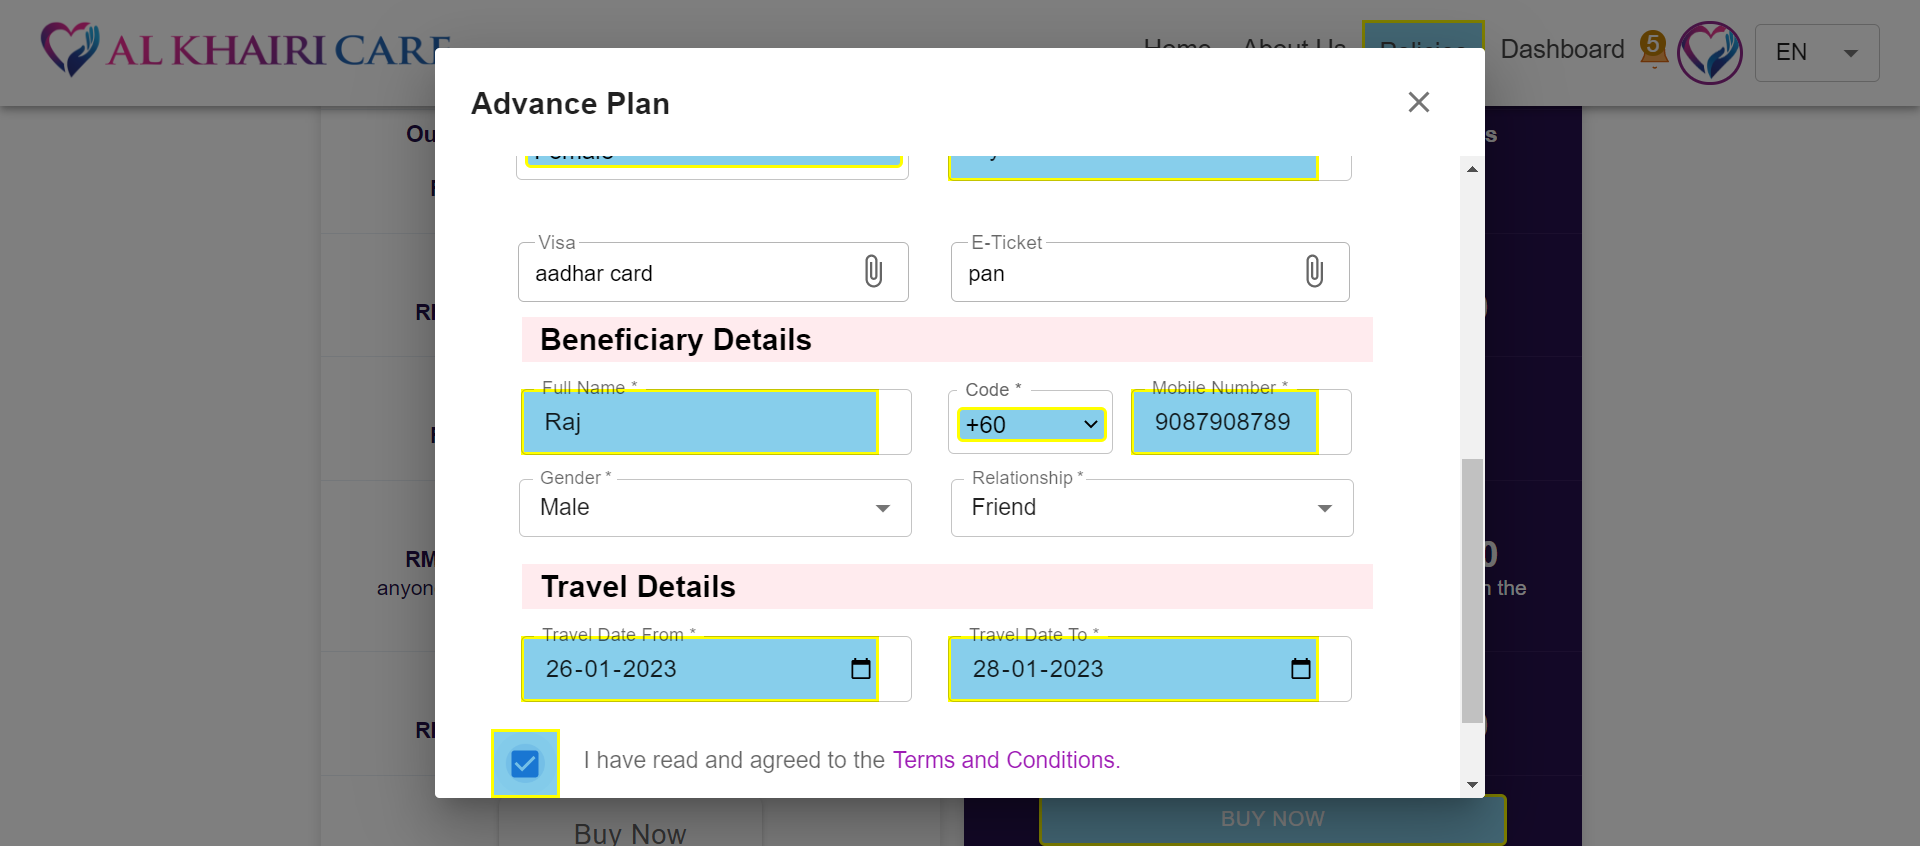 AL KHAIRI CARE
Home About Us Policies Dashboard 5 EN
Advance Plan
Female
Visa
aadhar card
E-Ticket
pan
Beneficiary Details
Full Name *
Raj
Code *
+60
Mobile Number *
9087908789
Gender *
Male
Relationship *
Friend
Travel Details
Travel Date From *
26-01-2023
Travel Date To *
28-01-2023
I have read and agreed to the Terms and Conditions.
Ou
s
RM
anyon
0
the
Buy Now
BUY NOW